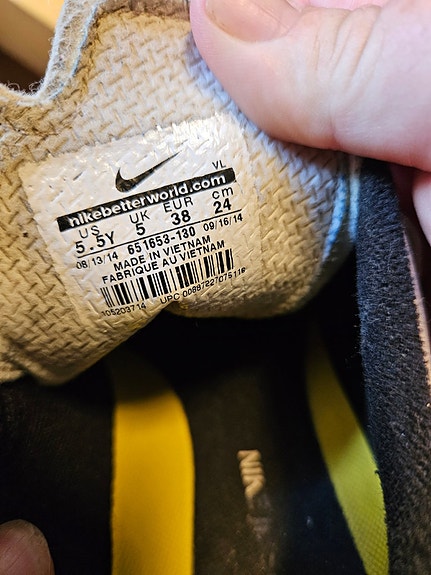 VL
nikebetterworld.com
US UK EUR cm
5.5Y 5 38 24
08/13/14 651653-130 09/16/14
MADE IN VIETNAM
FABRIQUE AU VIETNAM
105203714 UPC